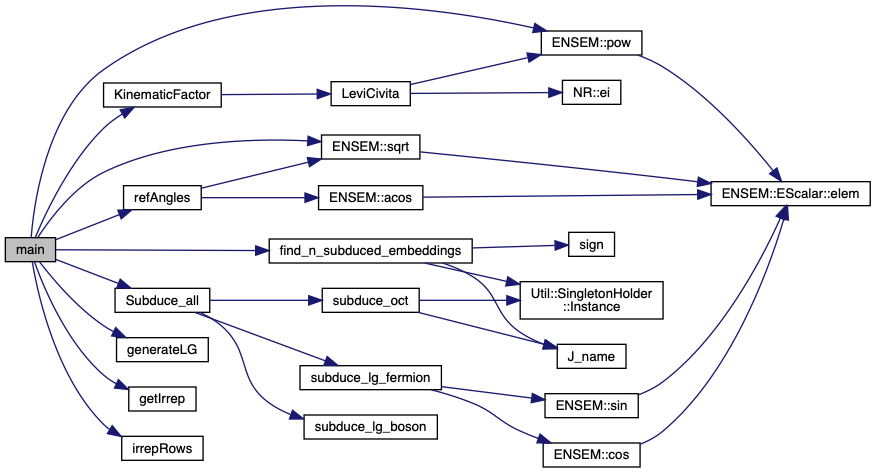 main
KinematicFactor
refAngles
Subduce_all
generateLG
getIrrep
irrepRows
LeviCivita
ENSEM::sqrt
ENSEM::acos
find_n_subduced_embeddings
subduce_oct
subduce_lg_fermion
subduce_lg_boson
ENSEM::pow
NR::ei
sign
Util::SingletonHolder
::Instance
J_name
ENSEM::sin
ENSEM::cos
ENSEM::EScalar::elem